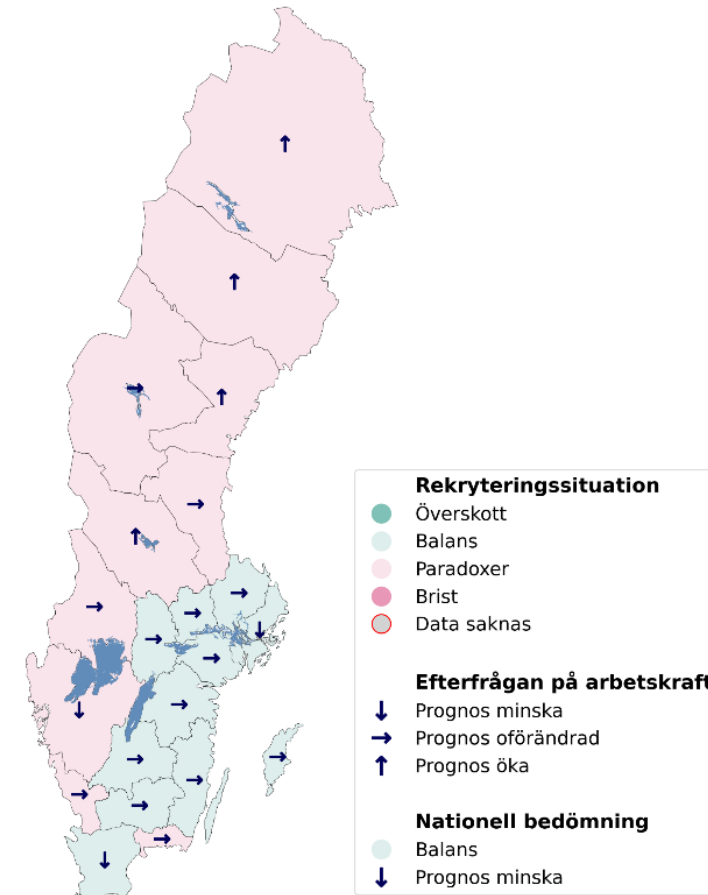 Rekryteringssituation
Överskott
Balans
Paradoxer
Brist
Data saknas
Efterfrågan på arbetskraft
Prognos minska
Prognos oförändrad
Prognos öka
Nationell bedömning
Balans
Prognos minska